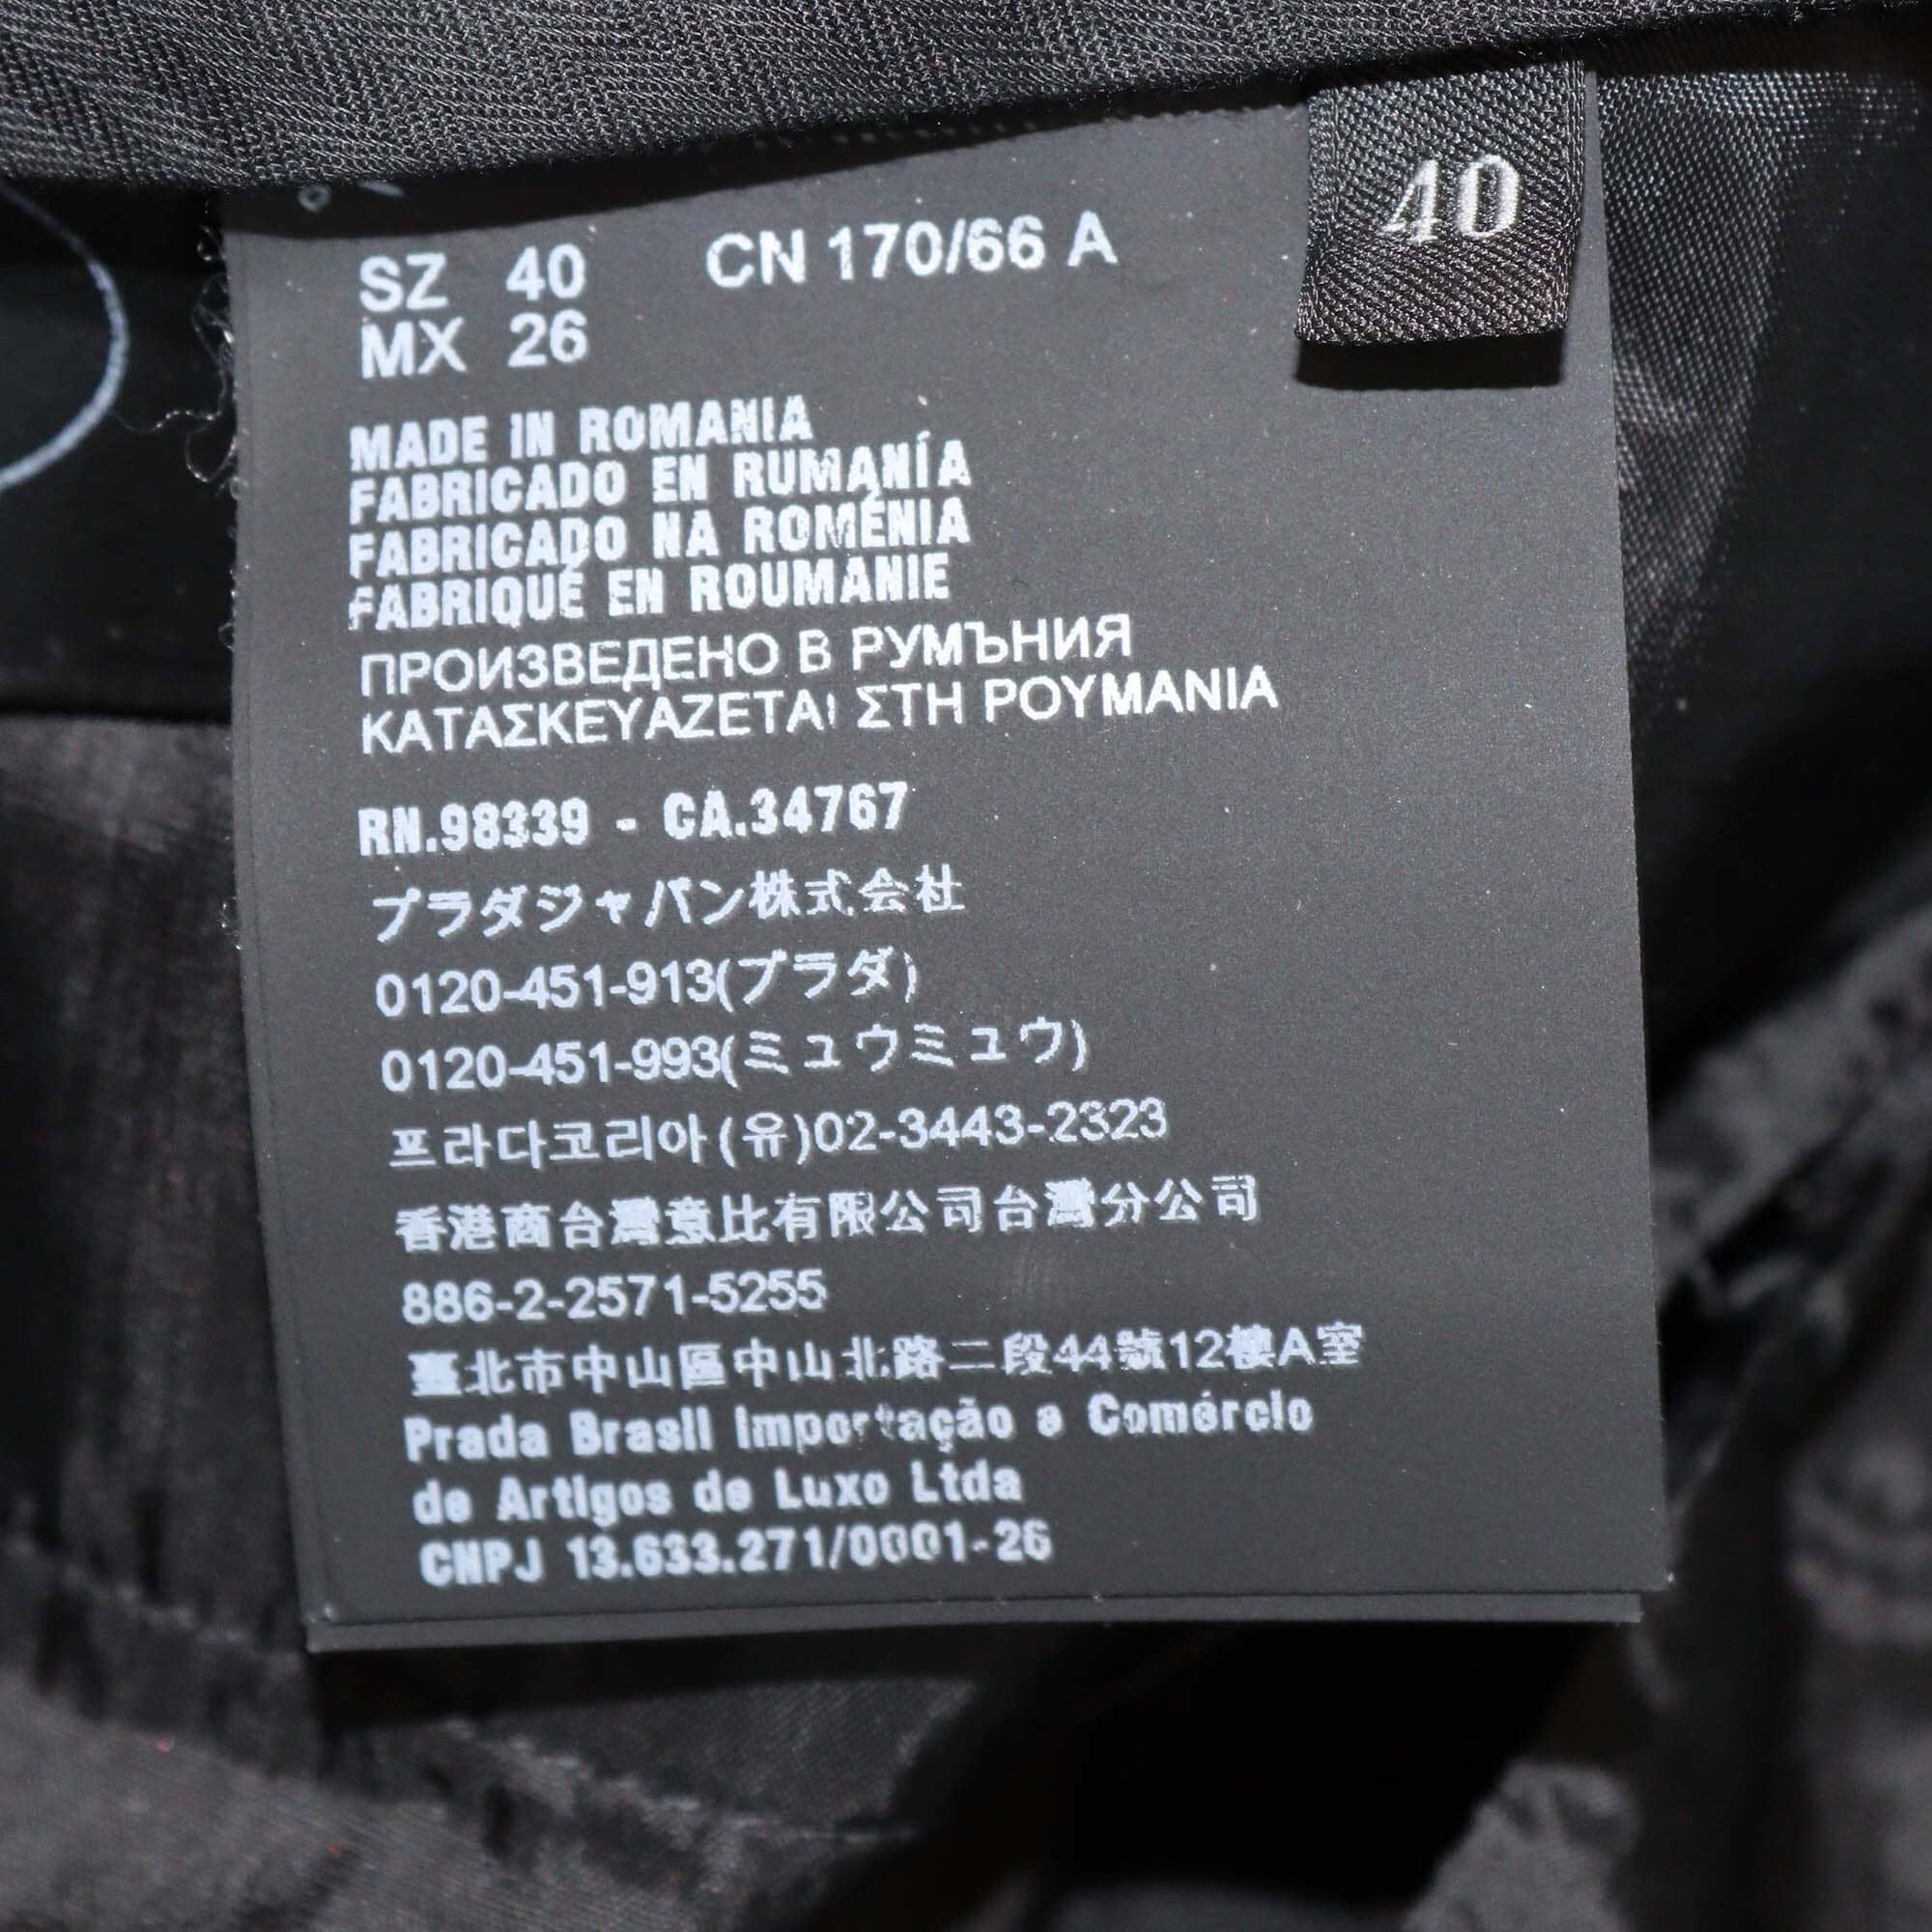 40
SZ 40 CN 170/66 A
MX 26
MADE IN ROMANIA
FABRICADO EN RUMANÍA
FABRICADO NA ROMÉNIA
FABRIQUÉ EN ROUMANIE
ПРОИЗВЕДЕНО В РУМЪНИЯ
ΚΑΤΑΣΚΕΥΑΖΕΤΑΙ ΣΤΗ ΡΟΥΜΑΝΙΑ
RN.98339 - CA.34767
プラダジャパン株式会社
0120-451-913(プラダ)
0120-451-993(ミュウミュウ)
프라다코리아(유)02-3443-2323
香港商台灣意比有限公司台灣分公司
886-2-2571-5255
臺北市中山區中山北路二段44號12樓A室
Prada Brasil Importação e Comércio
de Artigos de Luxo Ltda
CNPJ 13.633.271/0001-26